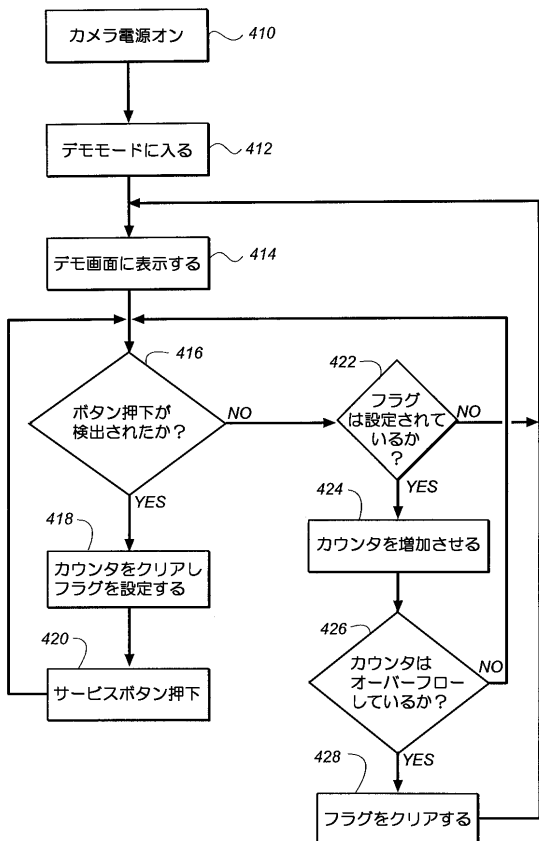 カメラ電源オン
410
デモモードに入る
412
デモ画面に表示する
414
416
ボタン押下が
検出されたか？
NO
YES
422
フラグ
は設定されて
いるか
？
NO
YES
418
カウンタをクリアし
フラグを設定する
424
カウンタを増加させる
420
サービスボタン押下
426
カウンタは
オーバーフロー
しているか？
NO
YES
428
フラグをクリアする